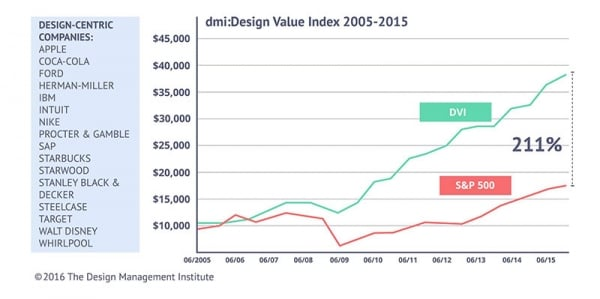 dmi:Design Value Index 2005-2015
DESIGN-CENTRIC
COMPANIES:
APPLE
COCA-COLA
FORD
HERMAN-MILLER
IBM
INTUIT
NIKE
PROCTER & GAMBLE
SAP
STARBUCKS
STARWOOD
STANLEY BLACK &
DECKER
STEELCASE
TARGET
WALT DISNEY
WHIRLPOOL
$45,000
$40,000
$35,000
$30,000
$25,000
$20,000
$15,000
$10,000
DVI
211%
S&P 500
06/2005 06/06 06/07 06/08 06/09 06/10 06/11 06/12 06/13 06/14 06/15
©2016 The Design Management Institute